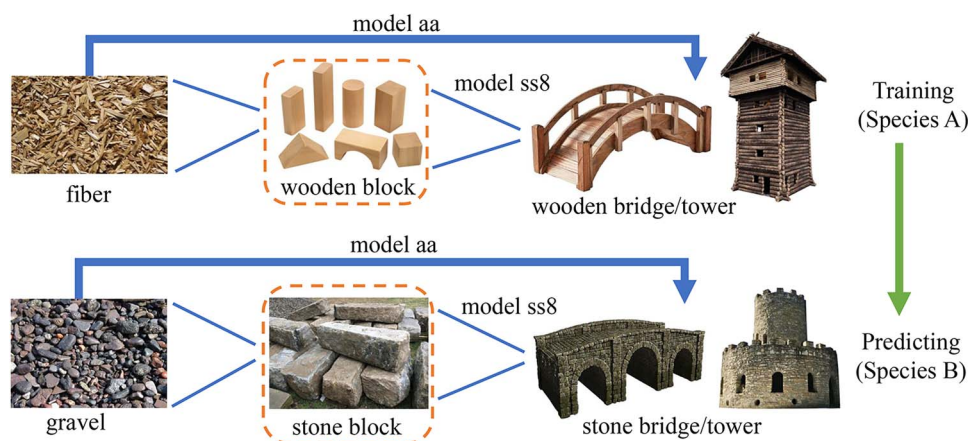 model aa
model ss8
Training
(Species A)
fiber
wooden block
wooden bridge/tower
model aa
model ss8
Predicting
(Species B)
gravel
stone block
stone bridge/tower